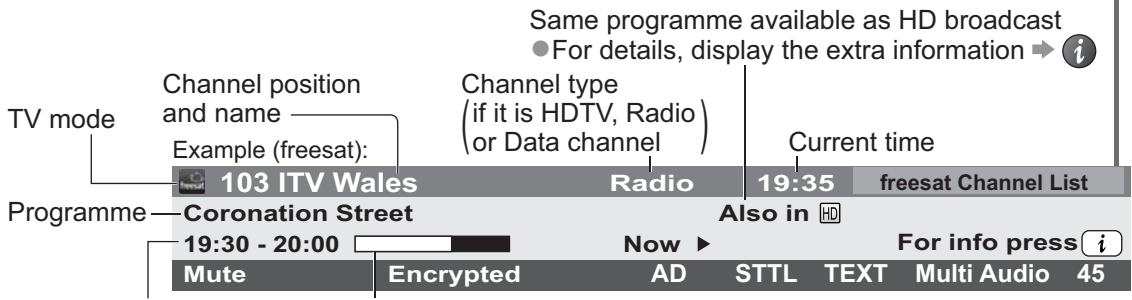 Same programme available as HD broadcast
●For details, display the extra information ➡ i
Channel position
and name
Channel type
(if it is HDTV, Radio
or Data channel)
TV mode
Current time
Example (freesat):
freesat 103 ITV Wales Radio 19:35 freesat Channel List
Programme Coronation Street Also in HD
19:30 - 20:00 Now ▶ For info press i
Mute Encrypted AD STTL TEXT Multi Audio 45